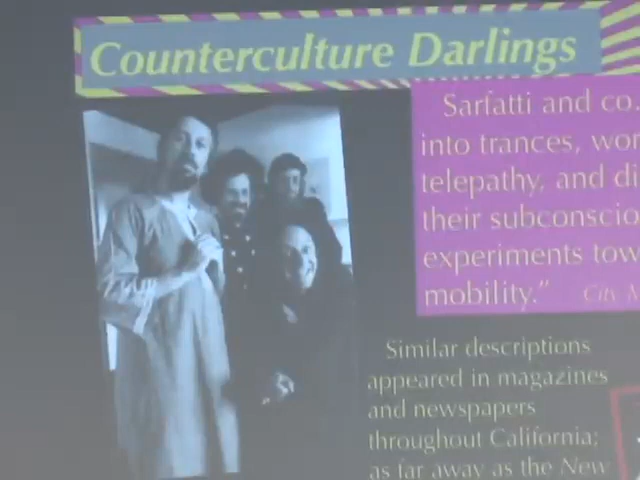 Counterculture Darlings
Sarfatti and co.
into trances, wor
telepathy, and di
their subconscio
experiments tow
mobility." City M
Similar descriptions
appeared in magazines
and newspapers
throughout California;
as far away as the New